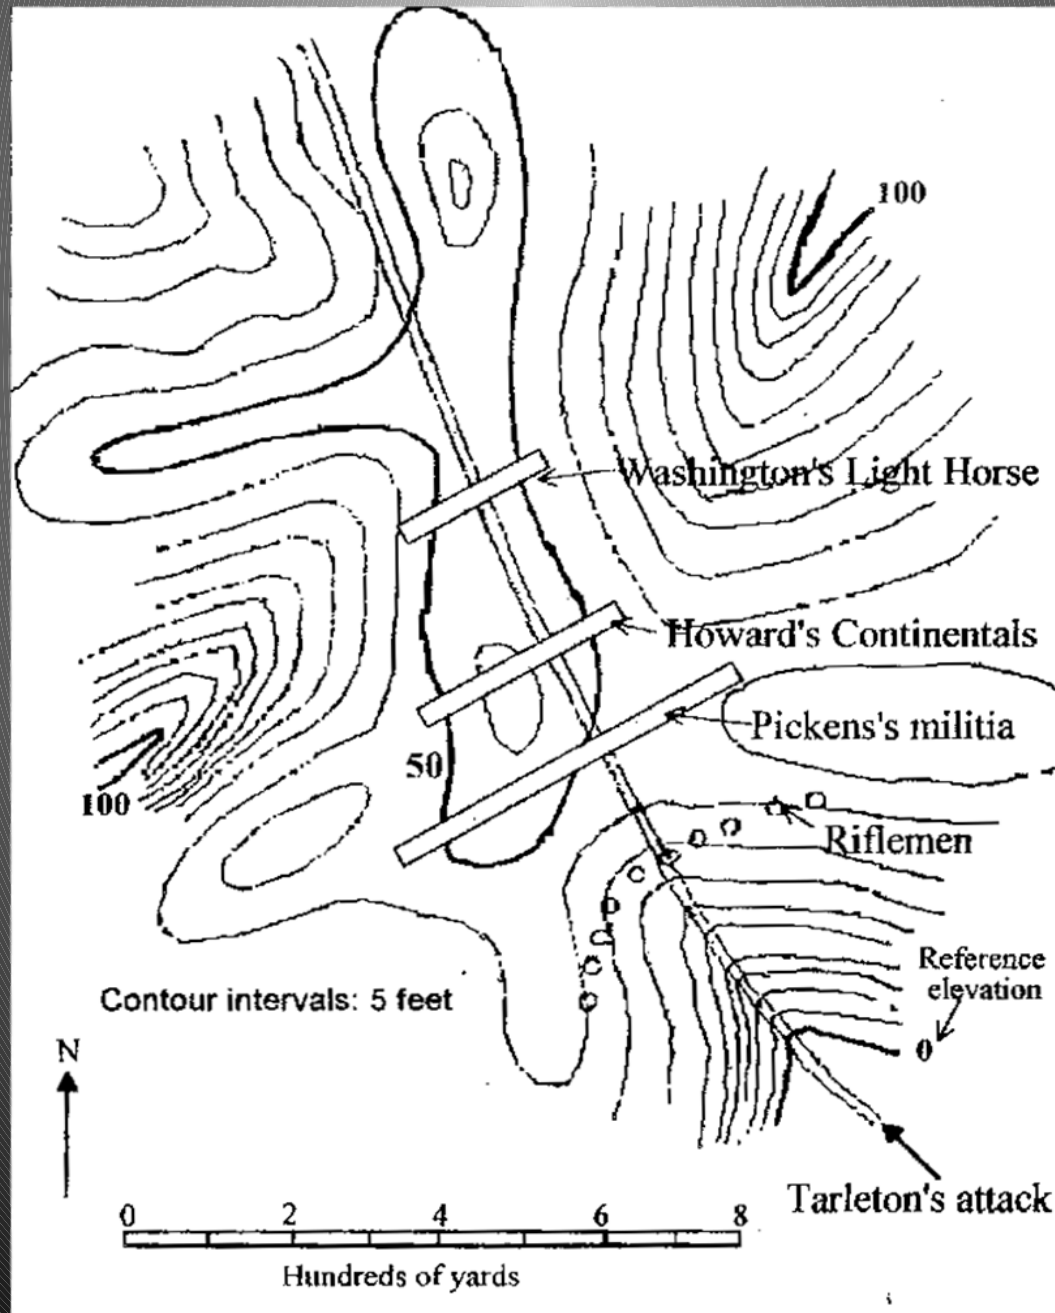 100
Washington's Light Horse
Howard's Continentals
Pickens's militia
50
100
Riflemen
Reference
elevation
Contour intervals: 5 feet
0
N
Tarleton's attack
0 2 4 6 8
Hundreds of yards